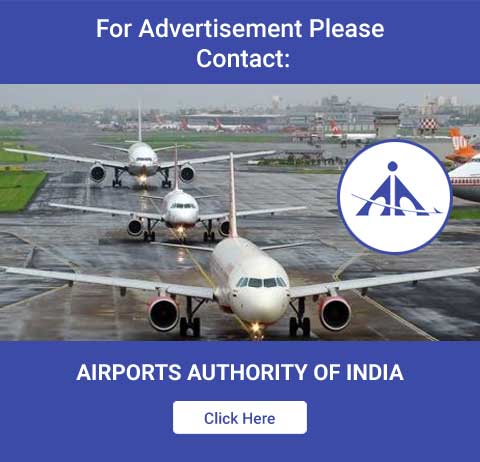 For Advertisement Please
Contact:
AIRPORTS AUTHORITY OF INDIA
Click Here